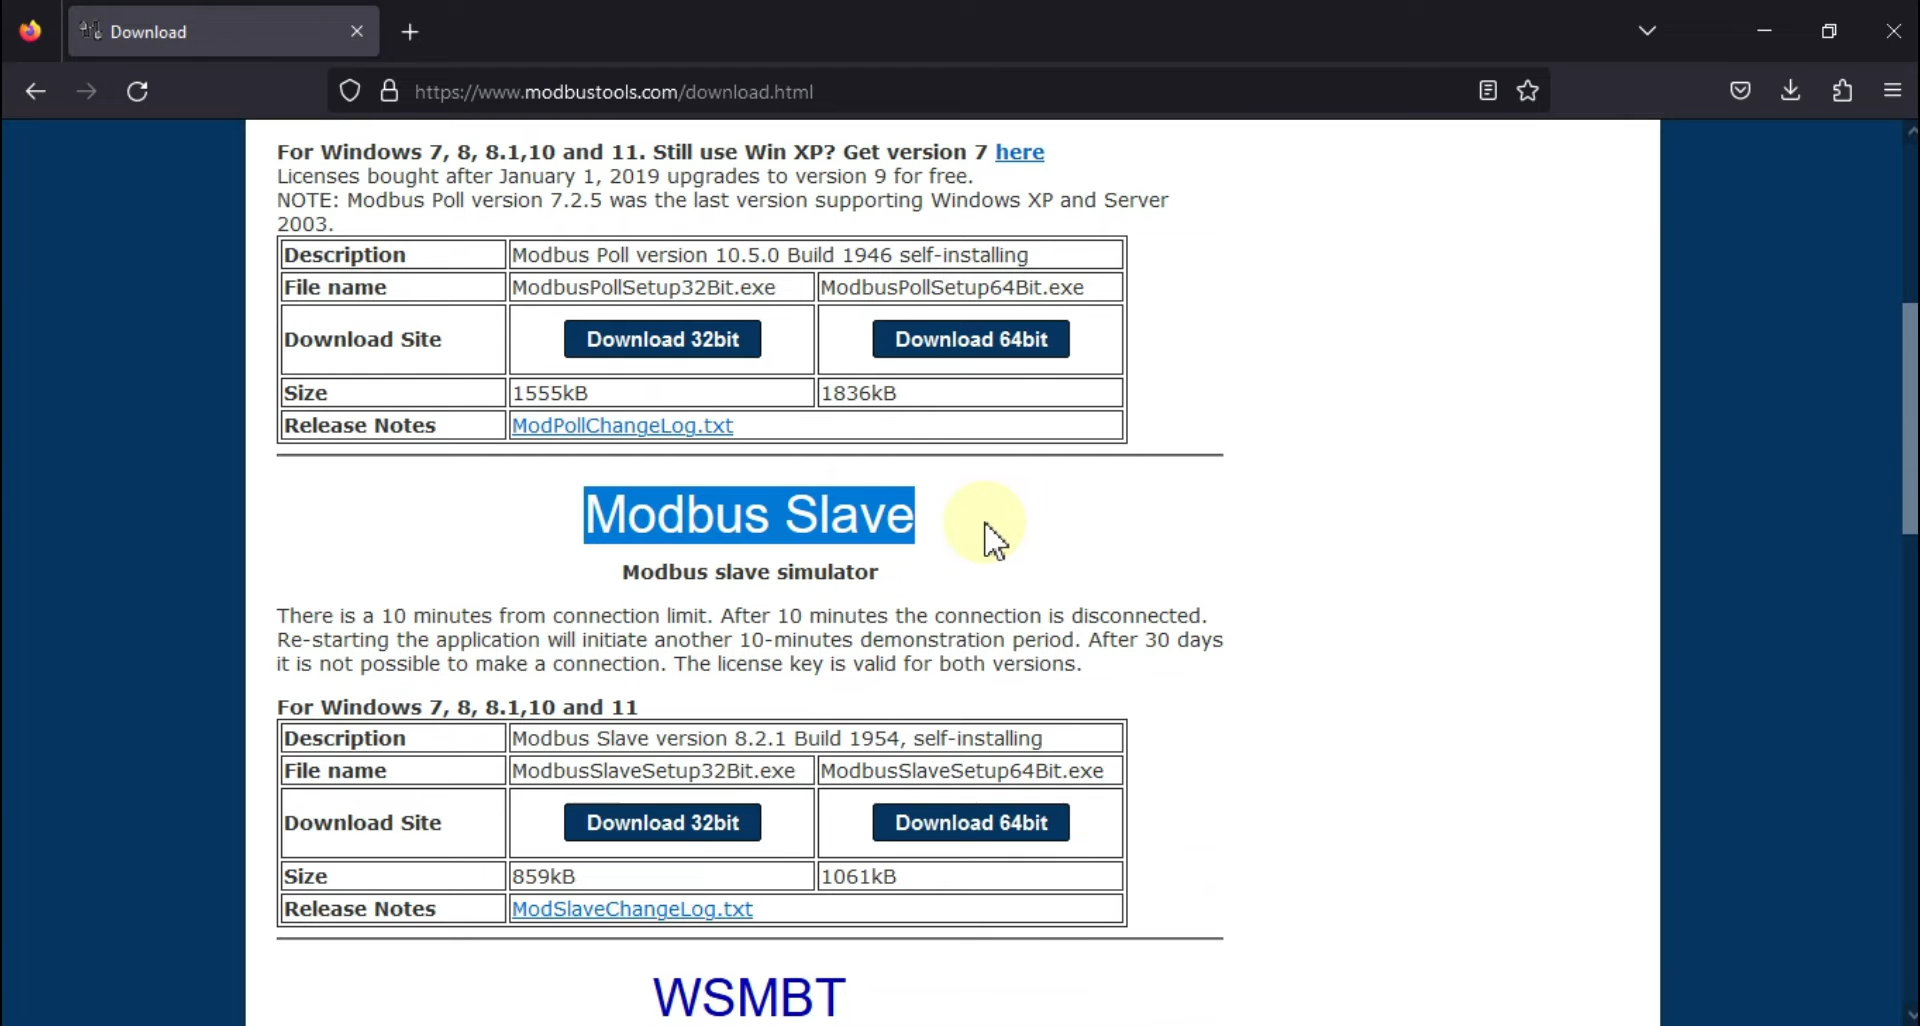 Download
https://www.modbustools.com/download.html
For Windows 7, 8, 8.1,10 and 11. Still use Win XP? Get version 7 here
Licenses bought after January 1, 2019 upgrades to version 9 for free.
NOTE: Modbus Poll version 7.2.5 was the last version supporting Windows XP and Server
2003.
Description Modbus Poll version 10.5.0 Build 1946 self-installing
File name ModbusPollSetup32Bit.exe ModbusPollSetup64Bit.exe
Download Site Download 32bit Download 64bit
Size 1555kB 1836kB
Release Notes ModPollChangeLog.txt
Modbus Slave
Modbus slave simulator
There is a 10 minutes from connection limit. After 10 minutes the connection is disconnected.
Re-starting the application will initiate another 10-minutes demonstration period. After 30 days
it is not possible to make a connection. The license key is valid for both versions.
For Windows 7, 8, 8.1,10 and 11
Description Modbus Slave version 8.2.1 Build 1954, self-installing
File name ModbusSlaveSetup32Bit.exe ModbusSlaveSetup64Bit.exe
Download Site Download 32bit Download 64bit
Size 859kB 1061kB
Release Notes ModSlaveChangeLog.txt
WSMBT